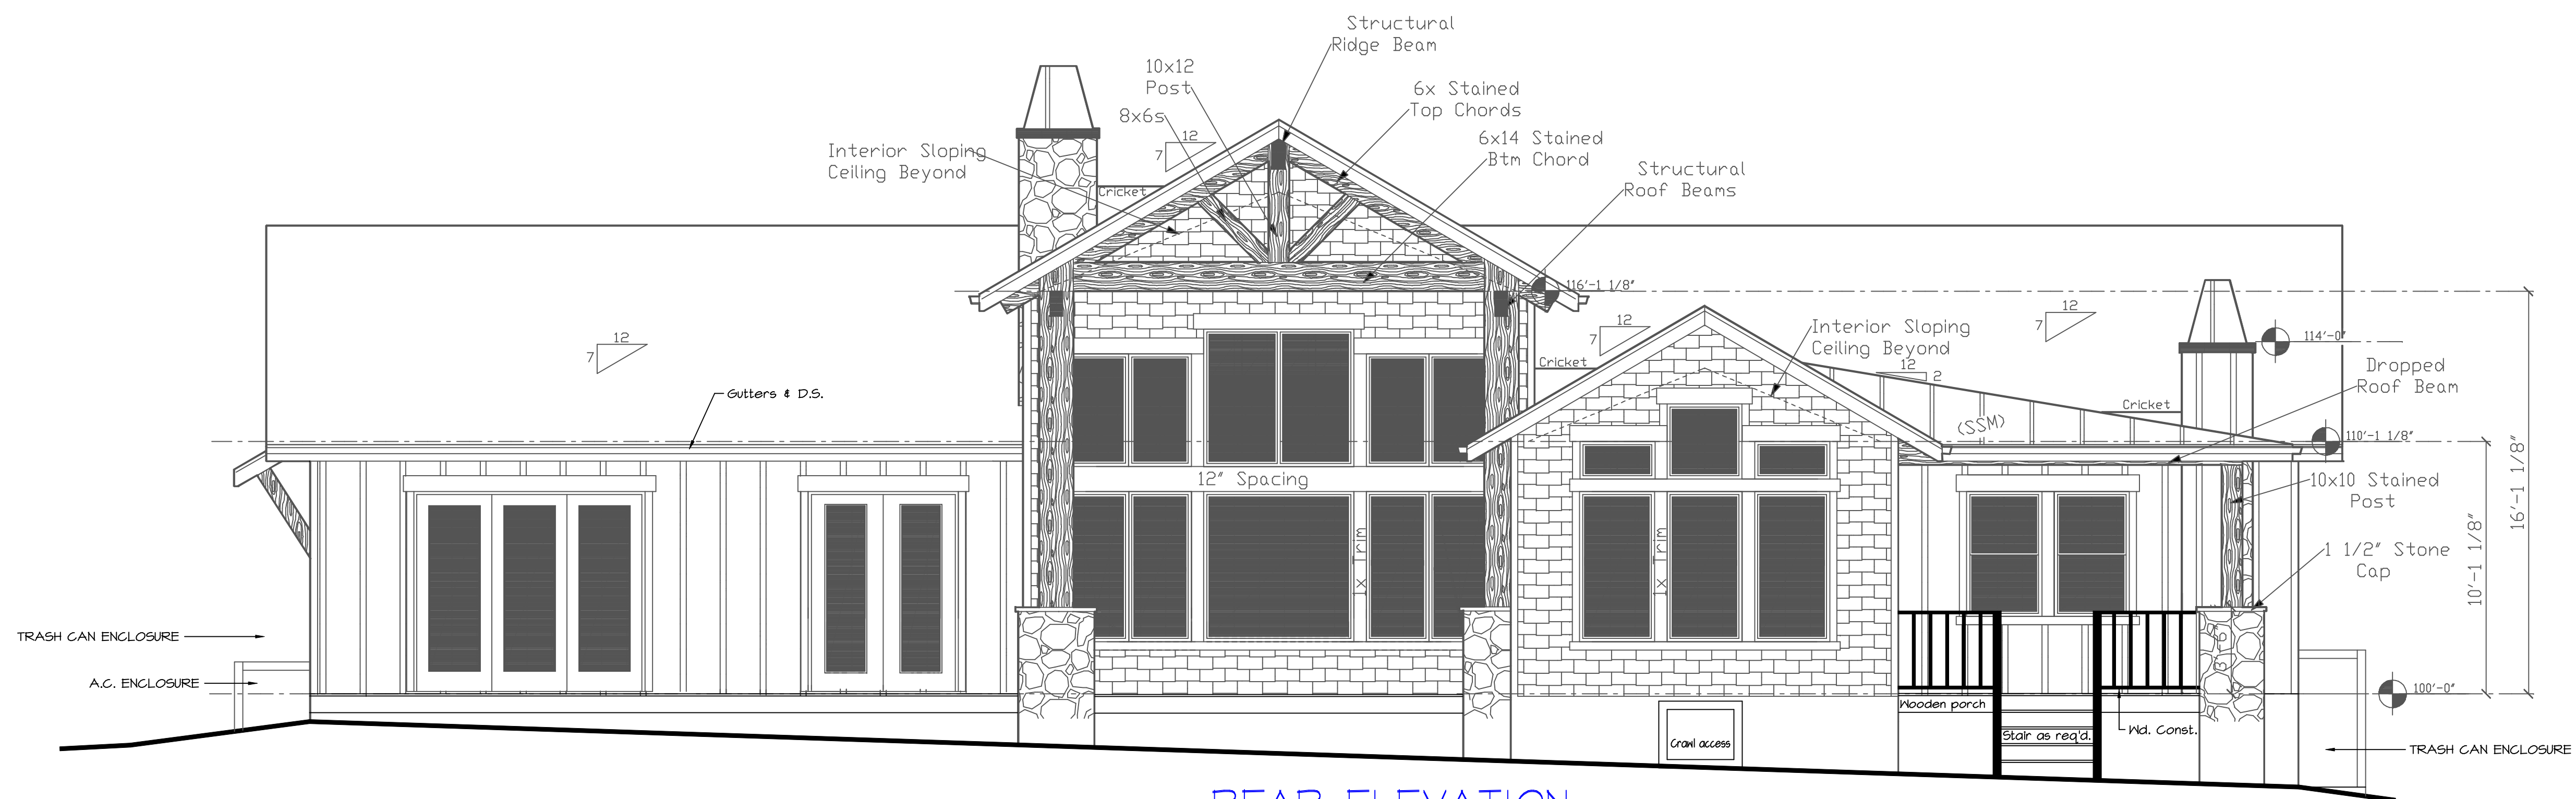 Structural
Ridge Beam
10x12
Post
8x6s
6x Stained
Top Chords
6x14 Stained
Btm Chord
Structural
Roof Beams
Interior Sloping
Ceiling Beyond
12
7
Cricket
116'-1 1/8"
12
7
Gutters & D.S.
12
7
Cricket
Interior Sloping
Ceiling Beyond
12
7
114'-0"
12
2
Dropped
Roof Beam
Cricket
(SSM)
110'-1 1/8"
12" Spacing
1x Trim
1x Trim
10x10 Stained
Post
1 1/2" Stone
Cap
10'-1 1/8"
16'-1 1/8"
TRASH CAN ENCLOSURE
A.C. ENCLOSURE
3'-6"
100'-0"
Wooden porch
Wd. Const.
Stair as req'd.
Crawl access
TRASH CAN ENCLOSURE
REAR ELEVATION